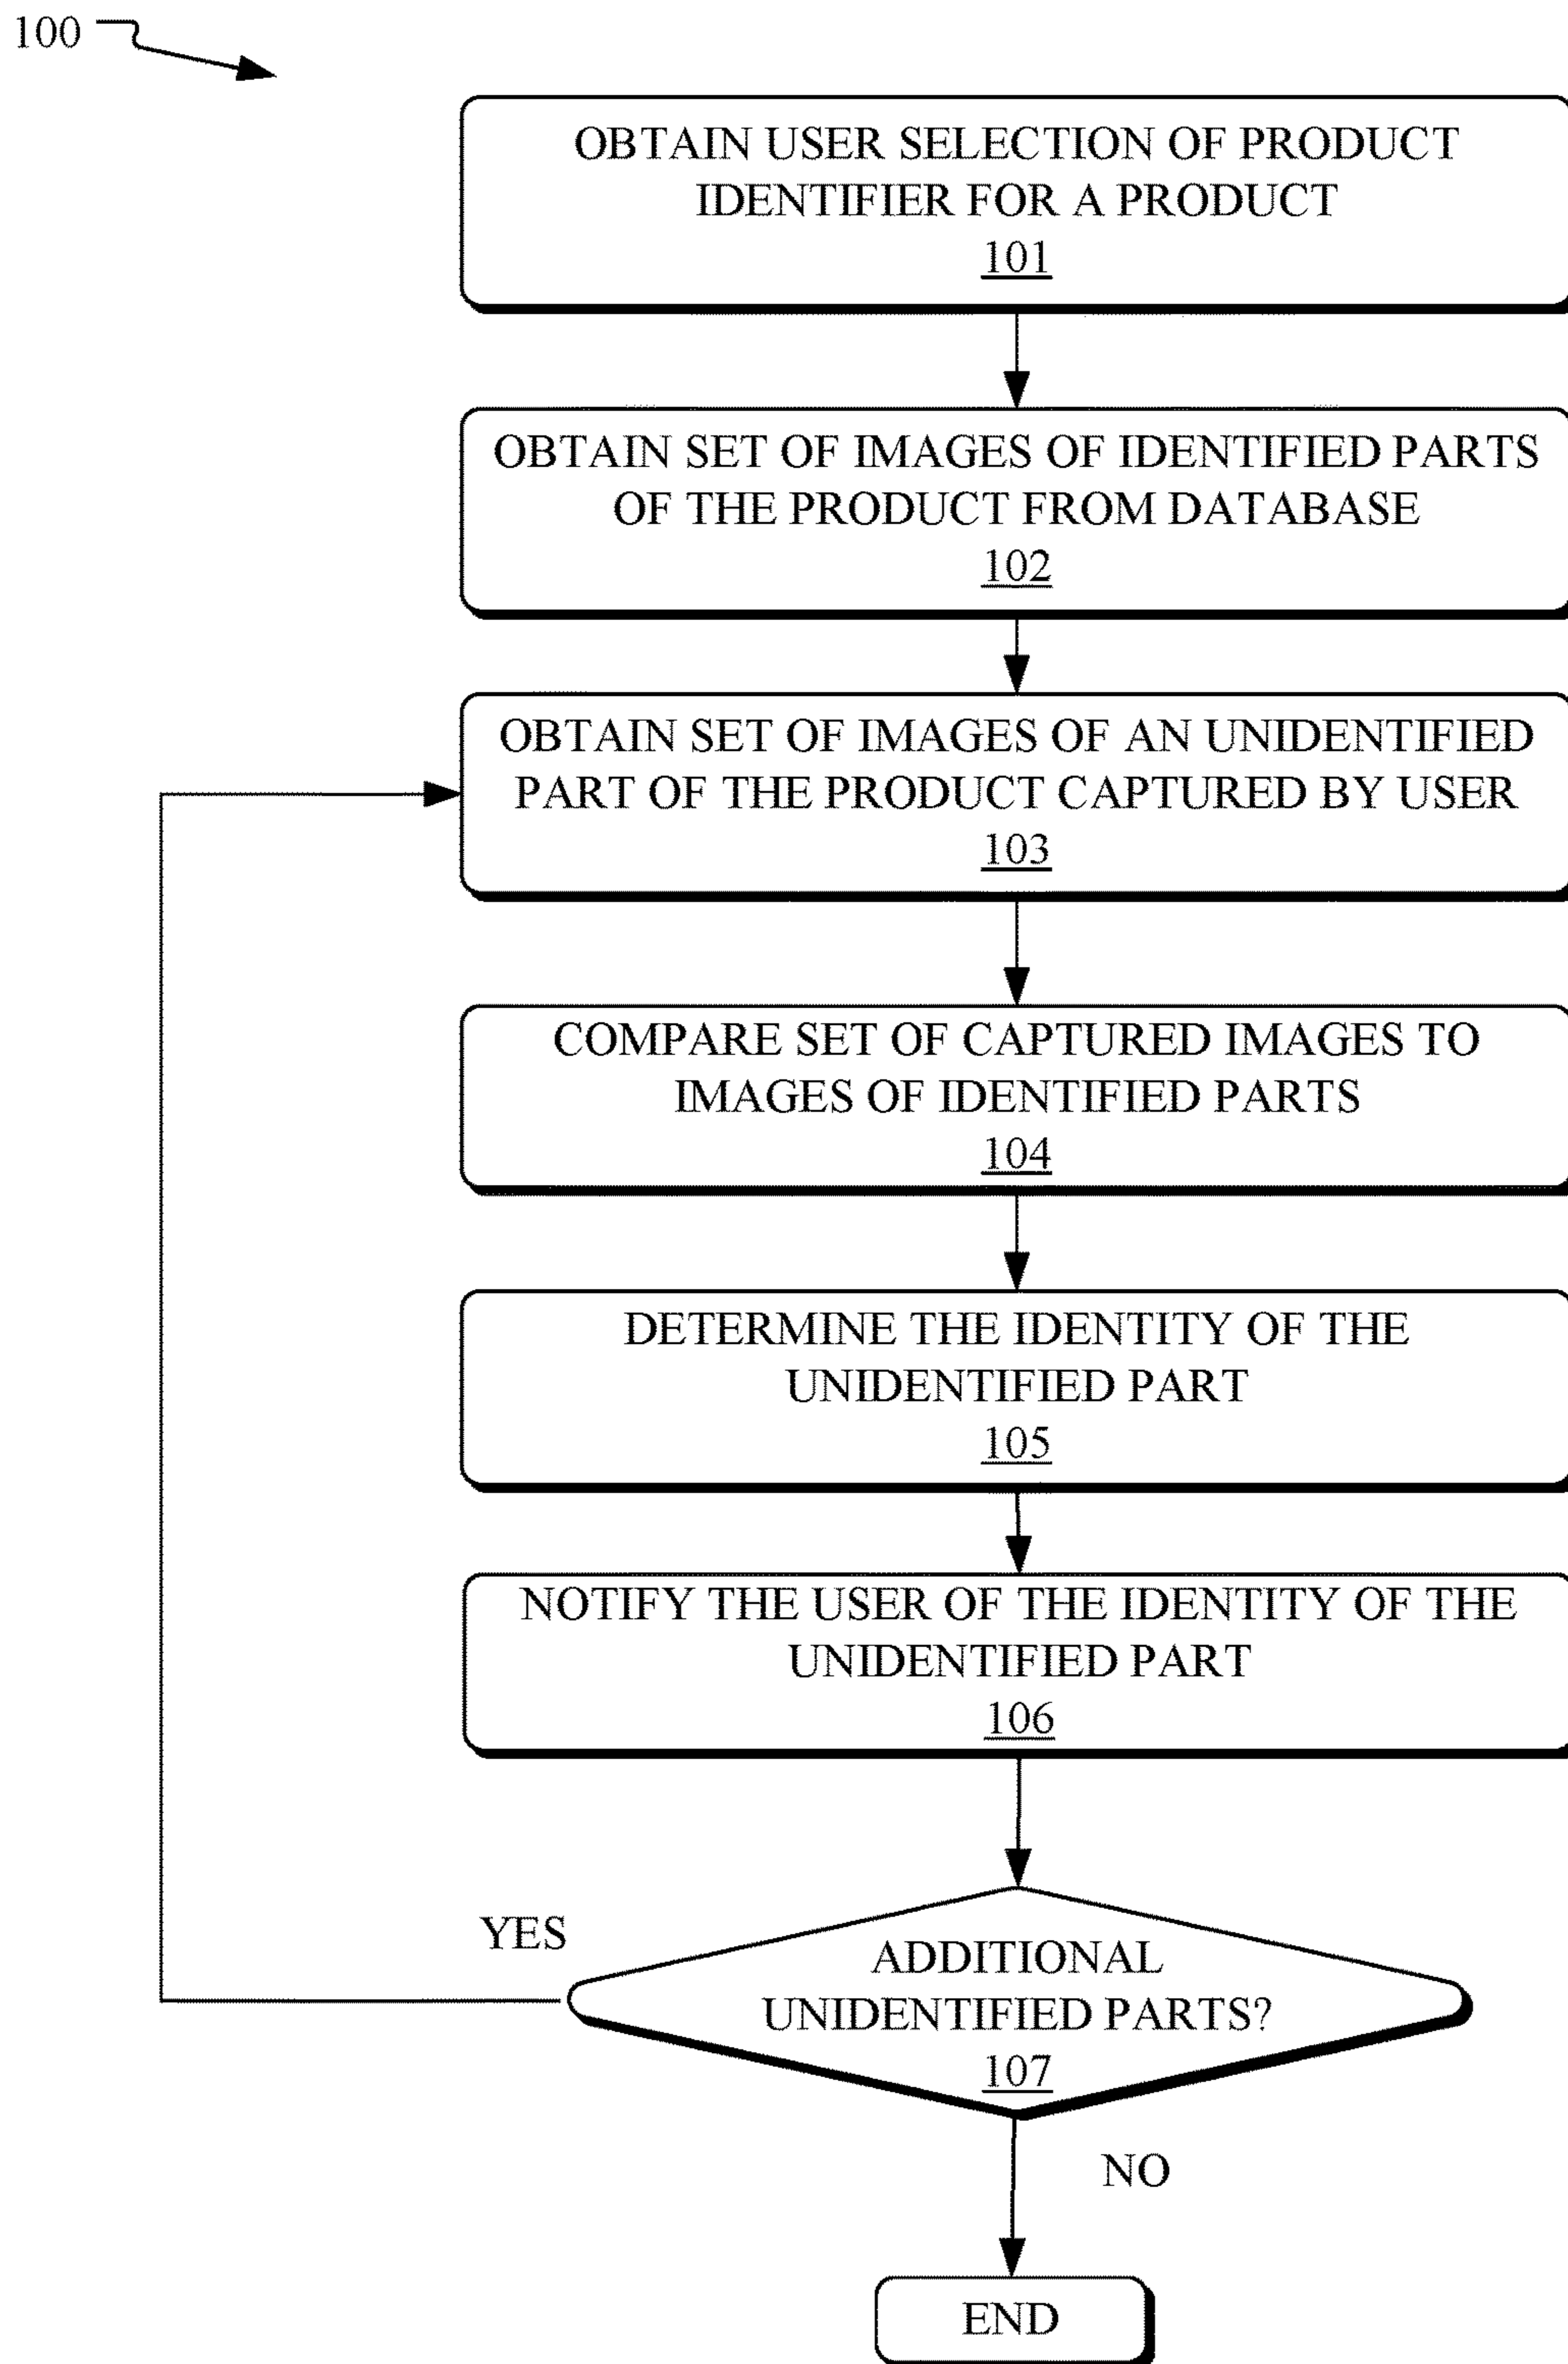 100
OBTAIN USER SELECTION OF PRODUCT
IDENTIFIER FOR A PRODUCT
101
OBTAIN SET OF IMAGES OF IDENTIFIED PARTS
OF THE PRODUCT FROM DATABASE
102
OBTAIN SET OF IMAGES OF AN UNIDENTIFIED
PART OF THE PRODUCT CAPTURED BY USER
103
COMPARE SET OF CAPTURED IMAGES TO
IMAGES OF IDENTIFIED PARTS
104
DETERMINE THE IDENTITY OF THE
UNIDENTIFIED PART
105
NOTIFY THE USER OF THE IDENTITY OF THE
UNIDENTIFIED PART
106
YES
ADDITIONAL
UNIDENTIFIED PARTS?
107
NO
END